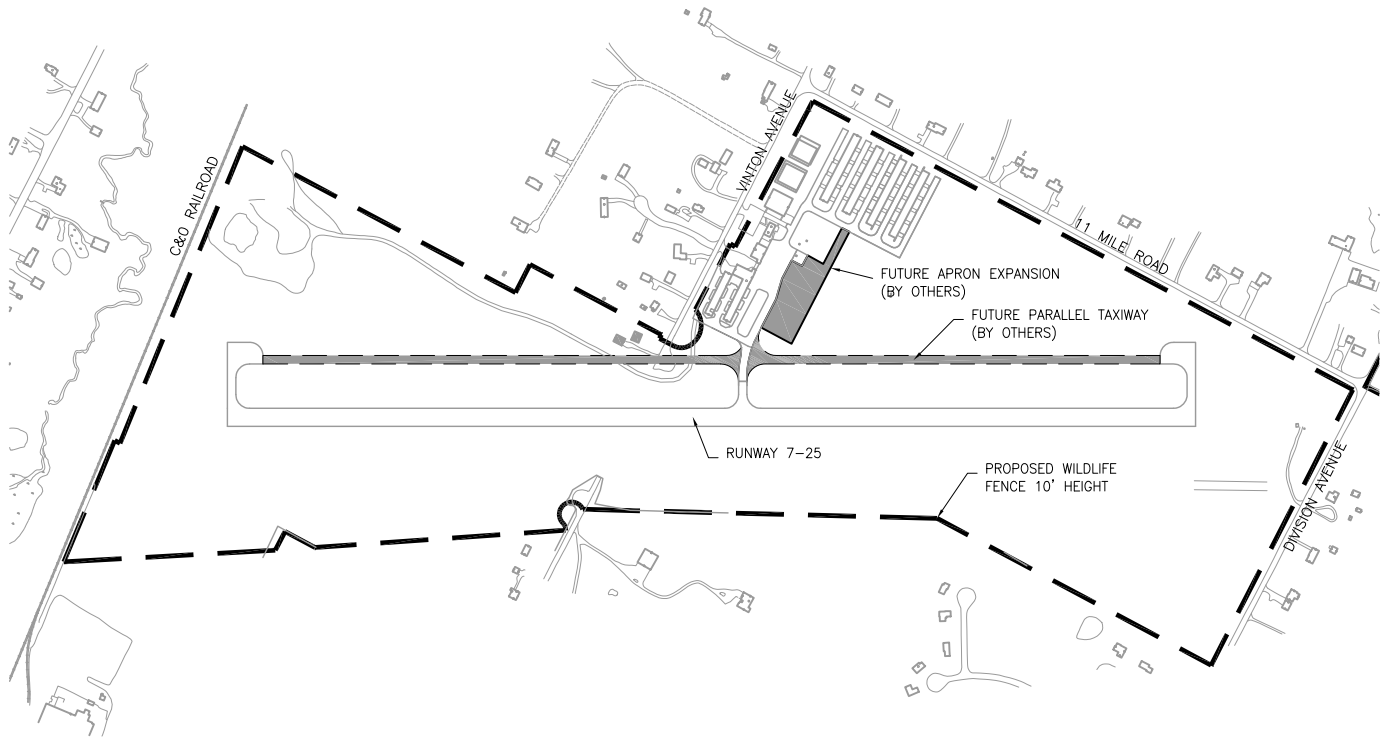 VINTON AVENUE
C&O RAILROAD
11 MILE ROAD
FUTURE APRON EXPANSION
(BY OTHERS)
FUTURE PARALLEL TAXIWAY
(BY OTHERS)
RUNWAY 7-25
PROPOSED WILDLIFE
FENCE 10' HEIGHT
DIVISION AVENUE